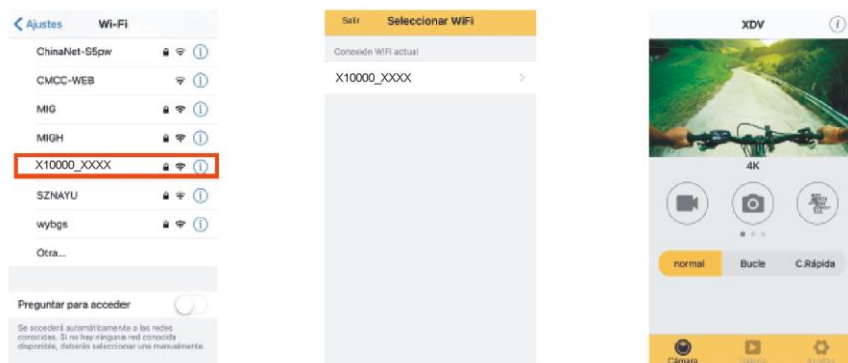 Ajustes Wi-Fi
ChinaNet-S5pw
CMCC-WEB
MIG
MIGH
X10000_XXXX
SZNAYU
wybgs
Otra...
Preguntar para acceder
Se accederá automáticamente a las redes
conocidas. Si no hay ninguna red conocida
disponible, deberás seleccionar una manualmente.
Salir Seleccionar WiFi
Conexión WiFi actual
X10000_XXXX
XDV
4K
normal Bucle C.Rápida
Cámara Galería Ajustes